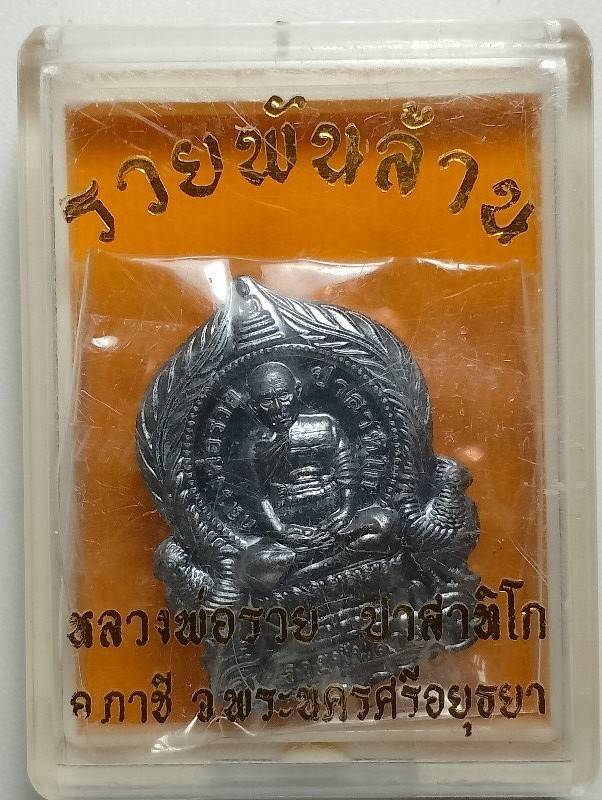 รวยพันล้าน
หลวงพ่อรวย ปาสาทิโก
อ.ภาชี จ.พระนครศรีอยุธยา